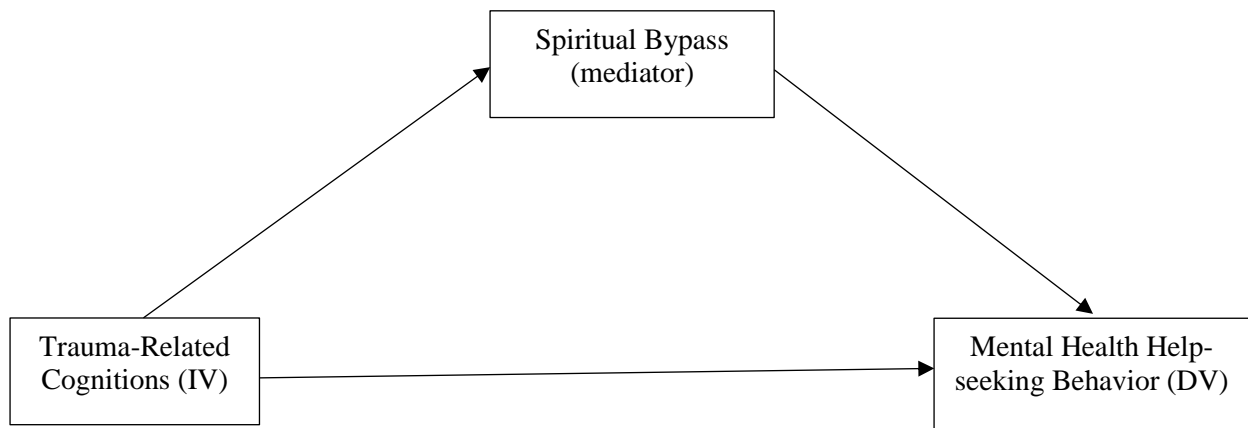 Spiritual Bypass
(mediator)
Trauma-Related
Cognitions (IV)
Mental Health Help-
seeking Behavior (DV)